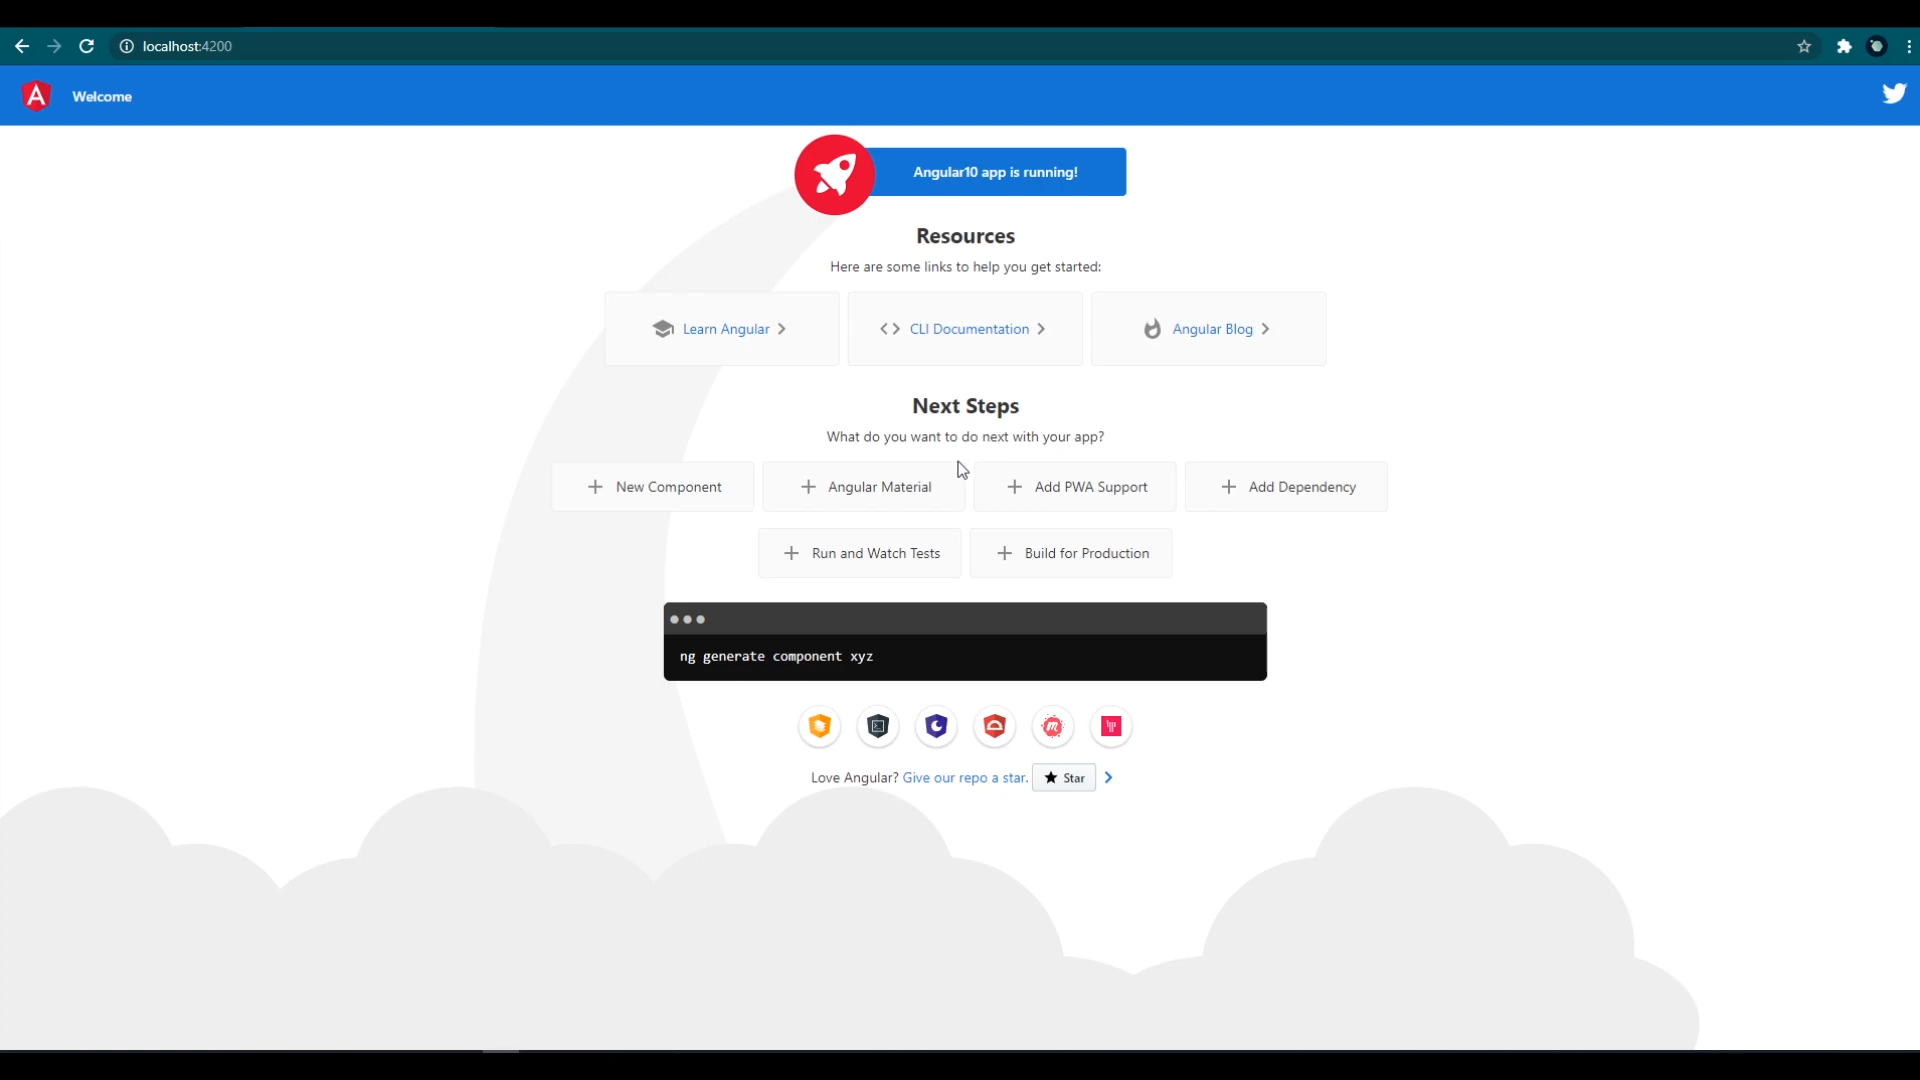 localhost:4200
Welcome
Angular10 app is running!
Resources
Here are some links to help you get started:
Learn Angular
CLI Documentation
Angular Blog
Next Steps
What do you want to do next with your app?
New Component
Angular Material
Add PWA Support
Add Dependency
Run and Watch Tests
Build for Production
ng generate component xyz
Love Angular? Give our repo a star. Star